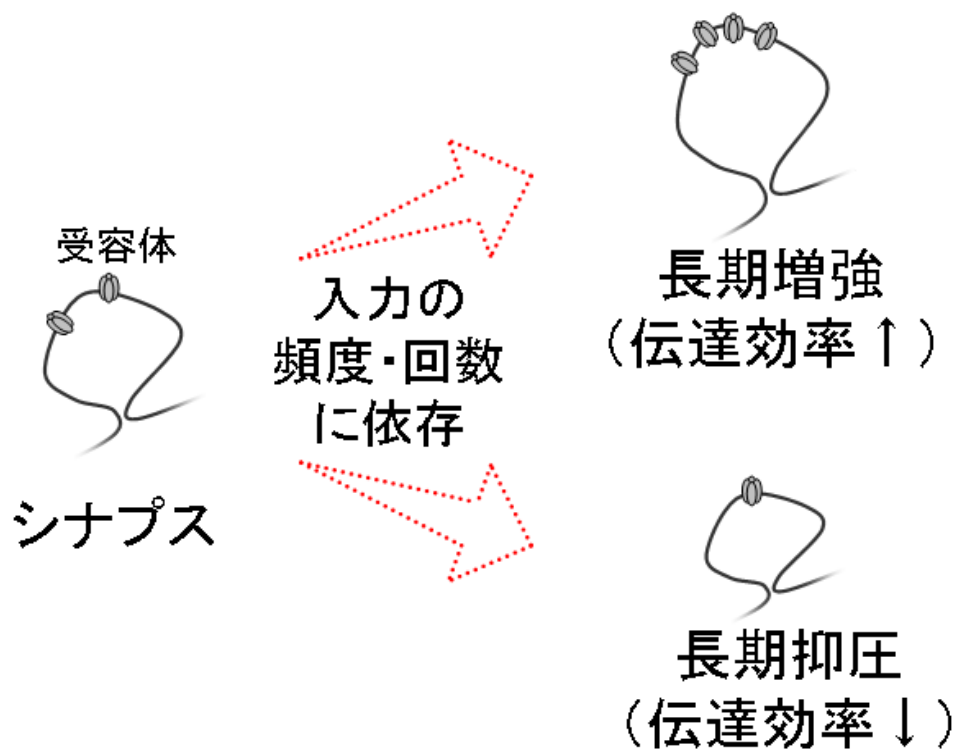 受容体
シナプス
入力の
頻度・回数
に依存
長期増強
（伝達効率↑）
長期抑圧
（伝達効率↓）